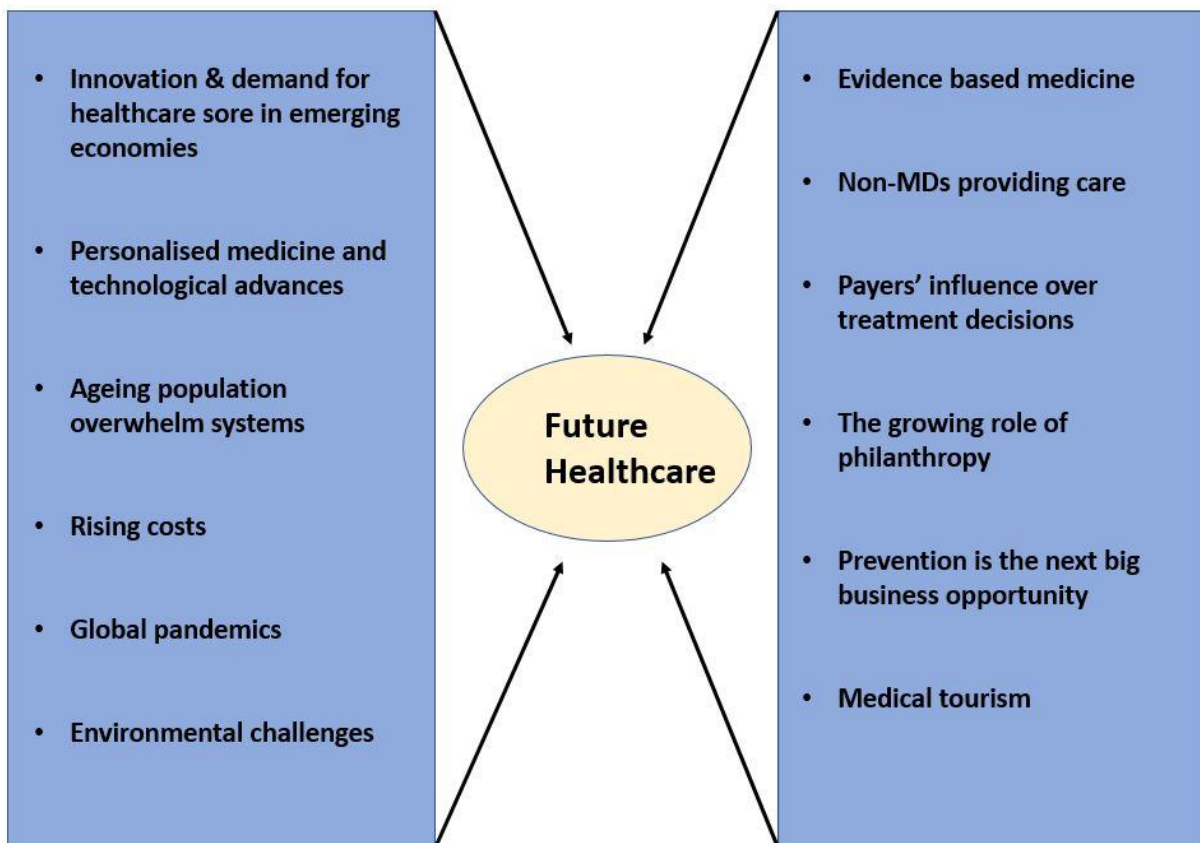 • Innovation & demand for
healthcare sore in emerging
economies
• Personalised medicine and
technological advances
• Ageing population
overwhelm systems
• Rising costs
• Global pandemics
• Environmental challenges
Future
Healthcare
• Evidence based medicine
• Non-MDs providing care
• Payers’ influence over
treatment decisions
• The growing role of
philanthropy
• Prevention is the next big
business opportunity
• Medical tourism